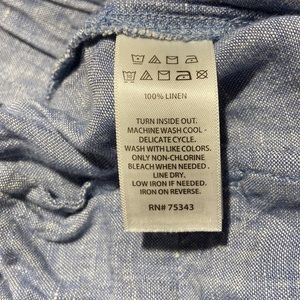 100% LINEN
TURN INSIDE OUT.
MACHINE WASH COOL -
DELICATE CYCLE.
WASH WITH LIKE COLORS.
ONLY NON-CHLORINE
BLEACH WHEN NEEDED.
LINE DRY.
LOW IRON IF NEEDED.
IRON ON REVERSE.
RN# 75343